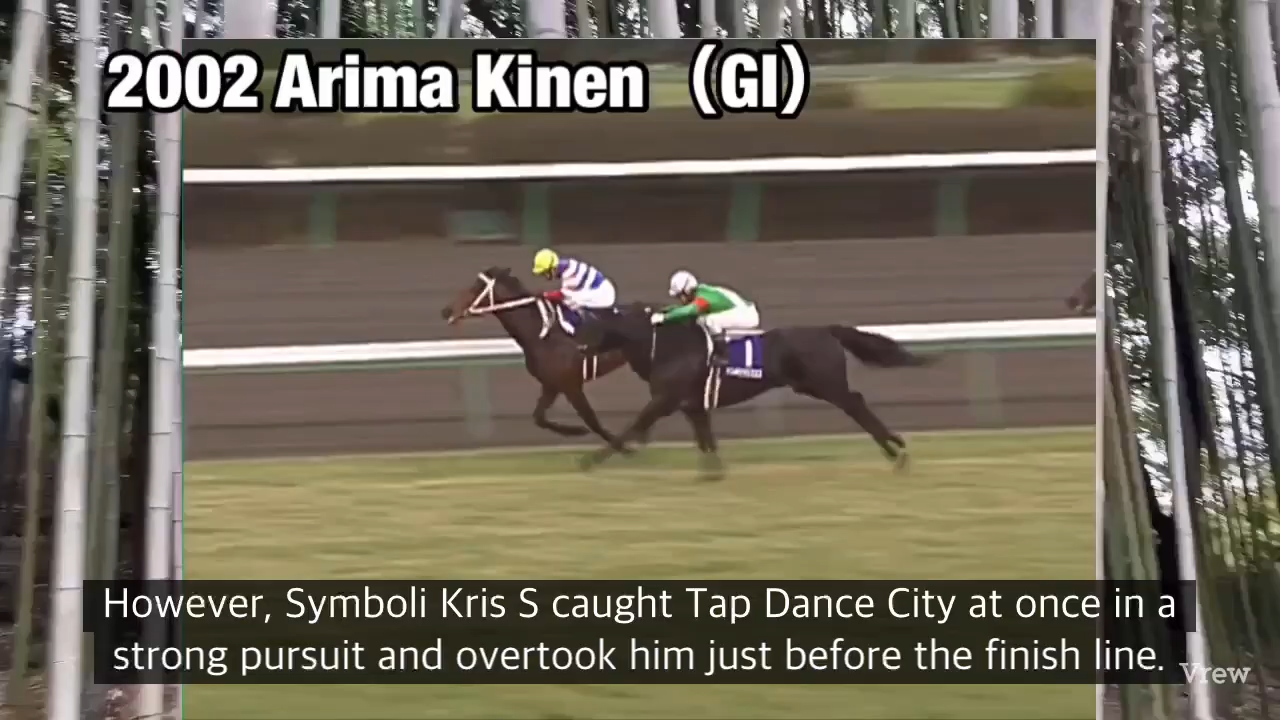 2002 Arima Kinen（GI）
1
However, Symboli Kris S caught Tap Dance City at once in a
strong pursuit and overtook him just before the finish line.
Vrew